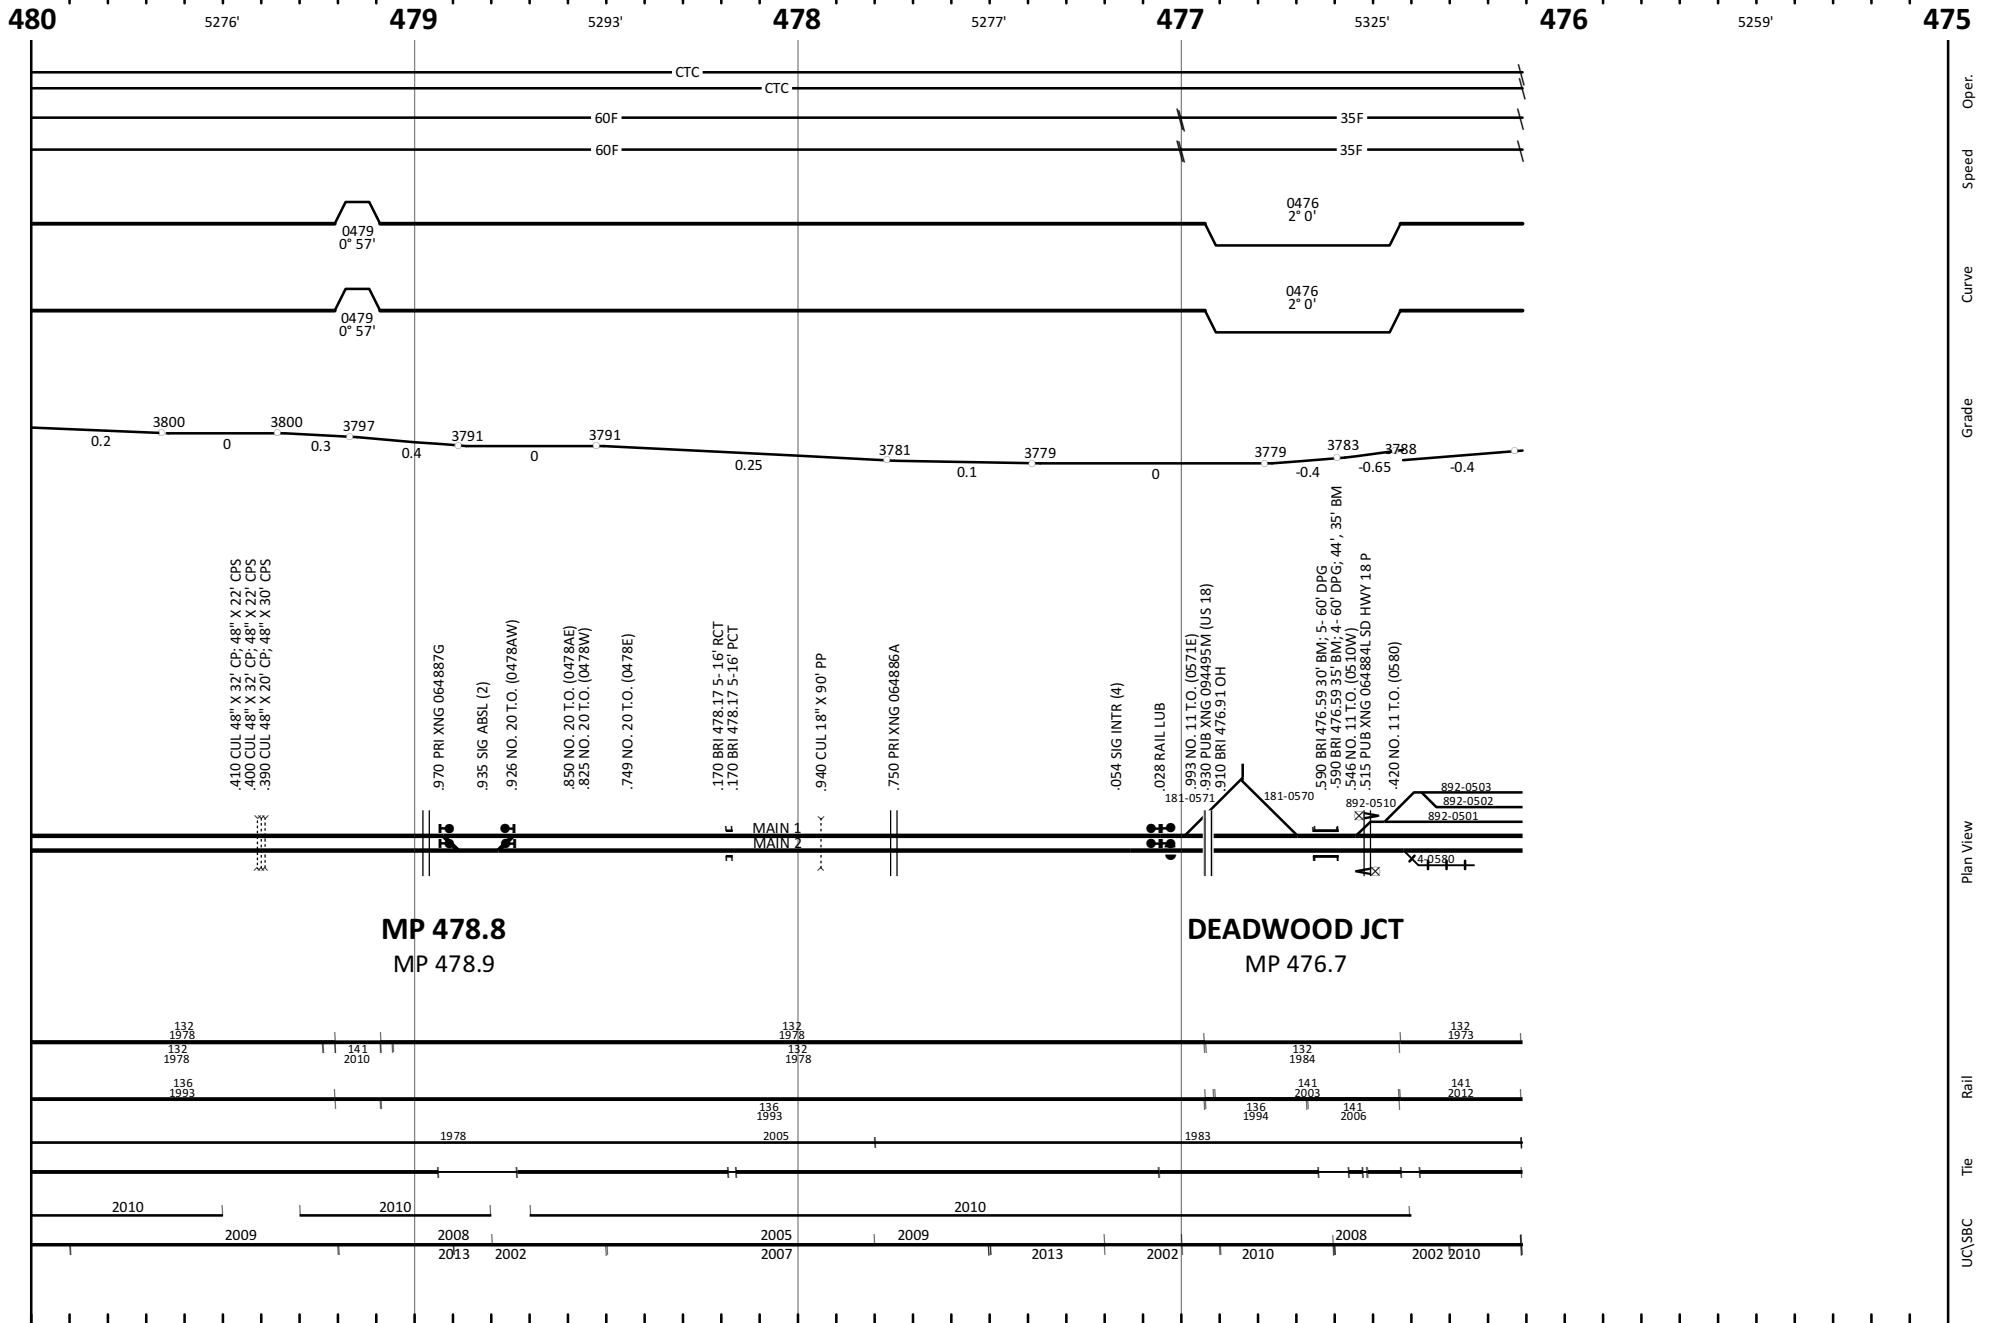 480 5276' 479 5293' 478 5277' 477 5325' 476 5259' 475
CTC
CTC
Oper.
60F 35F
60F 35F
Speed
0479
0° 57'
0476
2° 0'
0479
0° 57'
0476
2° 0'
Curve
3800 3800 3797 3791 3791 3781 3779 3779 3783 3788
0.2 0 0.3 0.4 0 0.25 0.1 0 -0.4 -0.65 -0.4
Grade
.410 CUL 48" X 32' CP; 48" X 22' CPS
.400 CUL 48" X 32' CP; 48" X 22' CPS
.390 CUL 48" X 20' CP; 48" X 30' CPS
.970 PRI XNG 064887G
.935 SIG ABSL (2)
.926 NO. 20 T.O. (0478AW)
.850 NO. 20 T.O. (0478AE)
.825 NO. 20 T.O. (0478W)
.749 NO. 20 T.O. (0478E)
.170 BRI 478.17 5- 16' RCT
.170 BRI 478.17 5-16' PCT
.940 CUL 18" X 90' PP
.750 PRI XNG 064886A
.054 SIG INTR (4)
.028 RAIL LUB
.993 NO. 11 T.O. (0571E)
.930 PUB XNG 094495M (US 18)
.910 BRI 476.91 OH
.590 BRI 476.59 30' BM; 5- 60' DPG
.590 BRI 476.59 35' BM; 4- 60' DPG; 44', 35' BM
.546 NO. 11 T.O. (0510W)
.515 PUB XNG 064884L SD HWY 18 P
.420 NO. 11 T.O. (0580)
181-0571 181-0570 892-0510 892-0503
892-0502
892-0501
MAIN 1
MAIN 2
4-0580
Plan View
MP 478.8
MP 478.9
DEADWOOD JCT
MP 476.7
132 132 132
1978 1978 1973
132 141 132 132
1978 2010 1978 1984
136 141 141
1993 2003 2012
136 136 141
1993 1994 2006
Rail
1978 2005 1983
Tie
2010 2010 2010
2009 2008 2005 2009 2008
2013 2002 2007 2013 2002 2010 2002 2010
UC\SBC